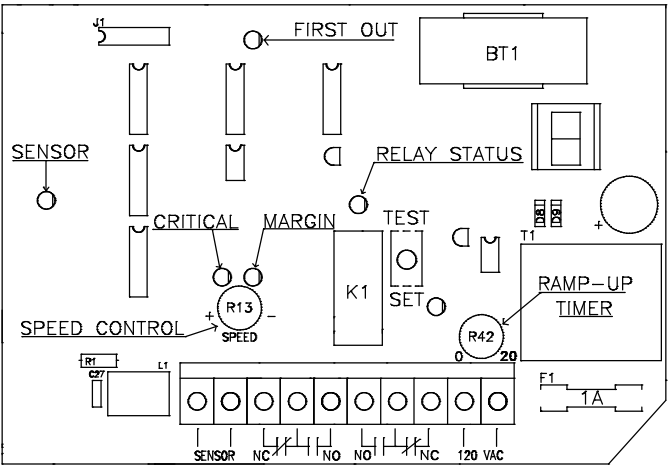 J1
FIRST OUT
BT1
SENSOR
RELAY STATUS
D8
D9
CRITICAL
MARGIN
TEST
+
T1
K1
SET
RAMP-UP
TIMER
+
R13
-
SPEED CONTROL
SPEED
R42
0
20
R1
C27
L1
F1
1A
SENSOR
NC
NO
NO
NC
120 VAC